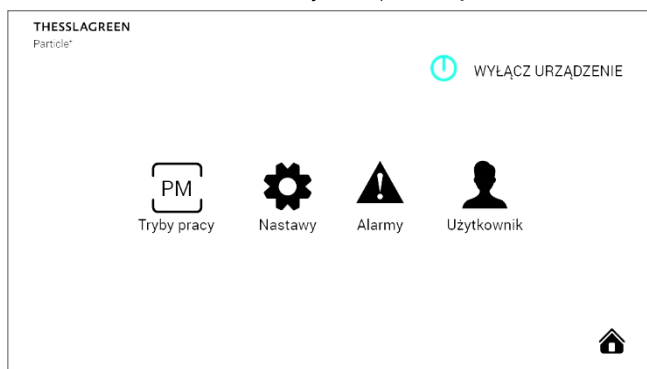 THESSLAGREEN
Particle+
WYŁĄCZ URZĄDZENIE
PM
Tryby pracy
Nastawy
Alarmy
Użytkownik